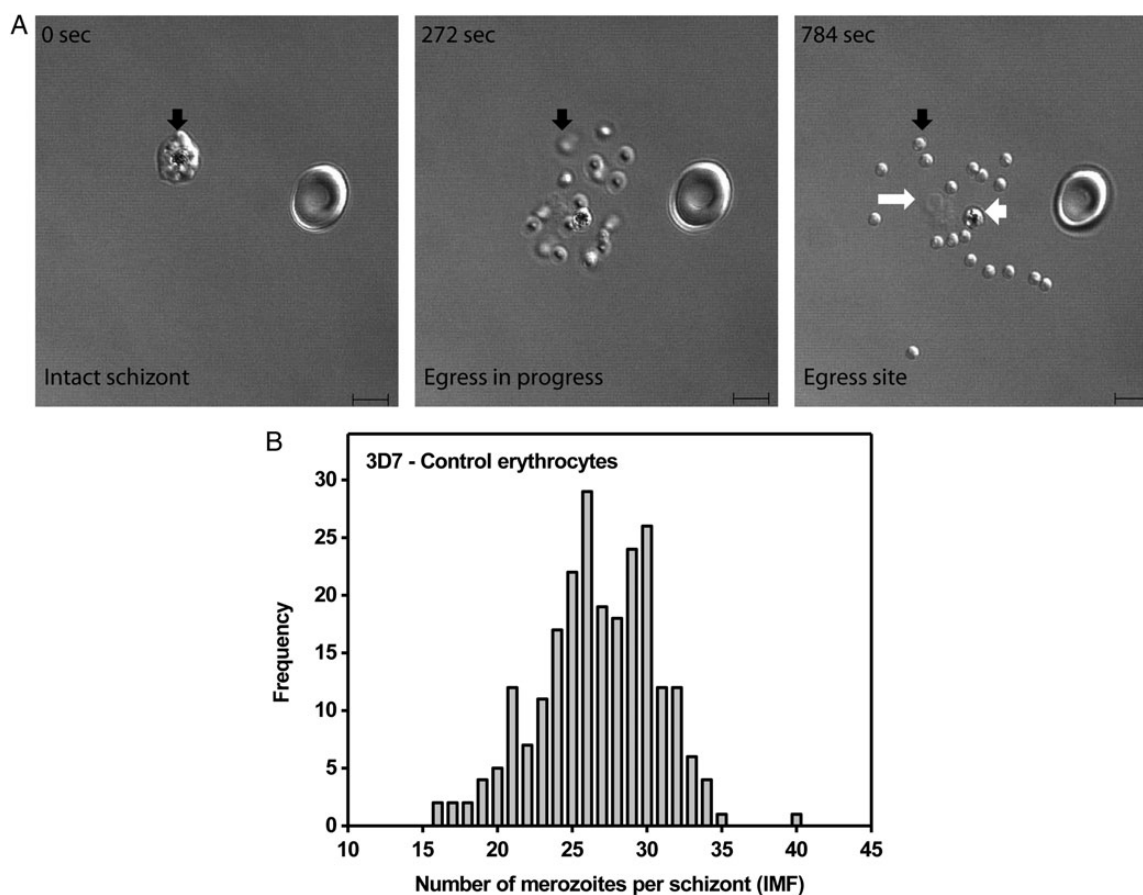 A
0 sec
272 sec
784 sec
Intact schizont
Egress in progress
Egress site
B
3D7 - Control erythrocytes
Frequency
30
25
20
15
10
5
0
10 15 20 25 30 35 40 45
Number of merozoites per schizont (IMF)